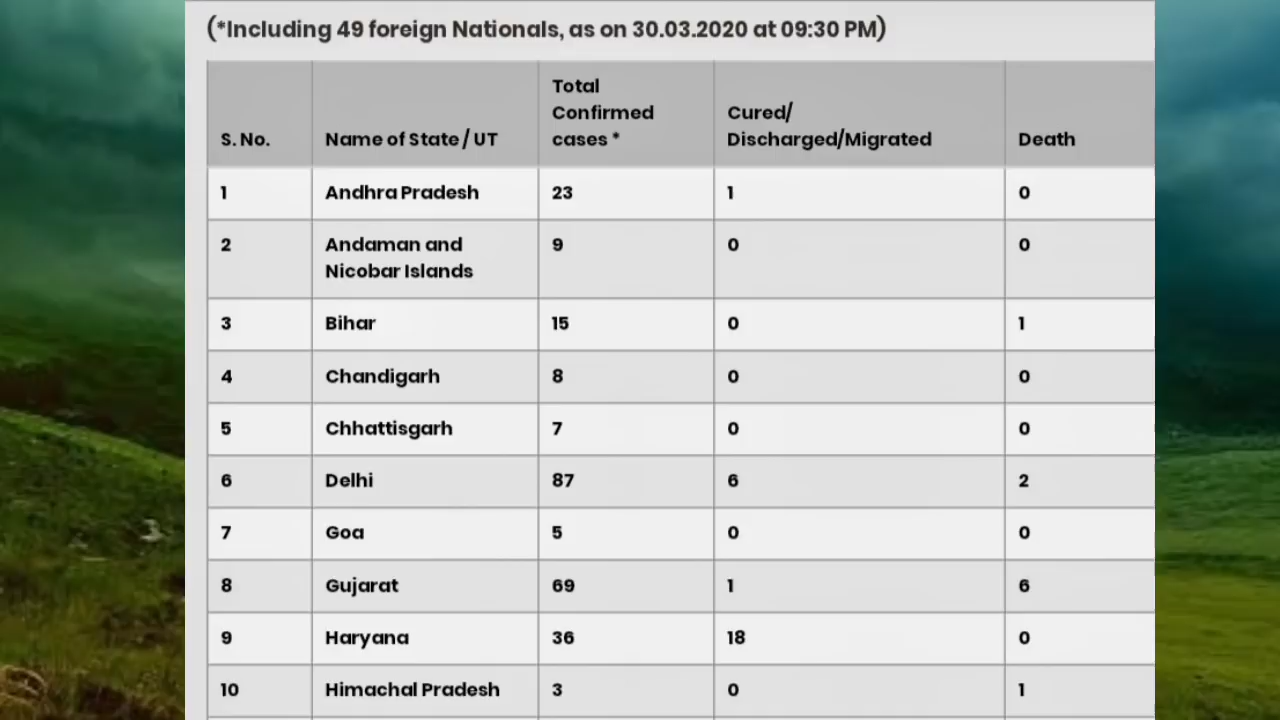 (*Including 49 foreign Nationals, as on 30.03.2020 at 09:30 PM)
S. No. Name of State / UT Total Confirmed cases * Cured/ Discharged/Migrated Death
1 Andhra Pradesh 23 1 0
2 Andaman and Nicobar Islands 9 0 0
3 Bihar 15 0 1
4 Chandigarh 8 0 0
5 Chhattisgarh 7 0 0
6 Delhi 87 6 2
7 Goa 5 0 0
8 Gujarat 69 1 6
9 Haryana 36 18 0
10 Himachal Pradesh 3 0 1